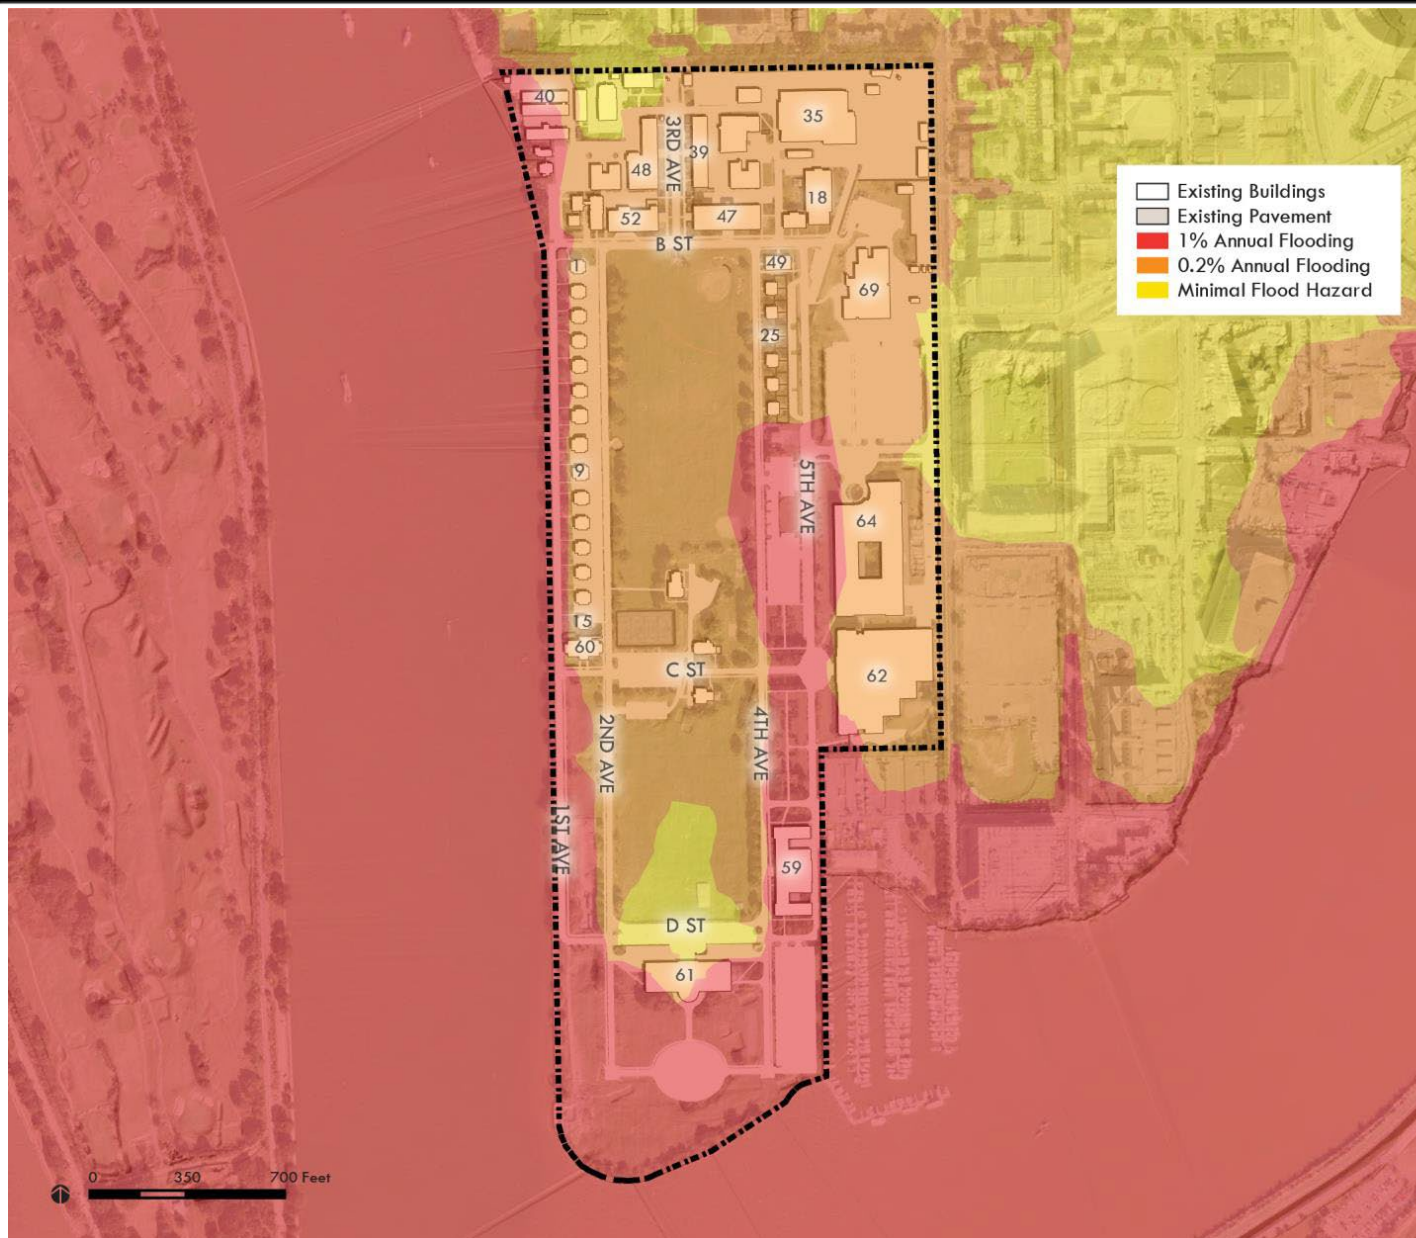 40
35
3RD AVE
39
48
18
52
47
B ST
Existing Buildings
Existing Pavement
1% Annual Flooding
0.2% Annual Flooding
Minimal Flood Hazard
1
49
69
25
9
5TH AVE
64
15
60
C ST
62
2ND AVE
4TH AVE
1ST AVE
59
D ST
61
0 350 700 Feet